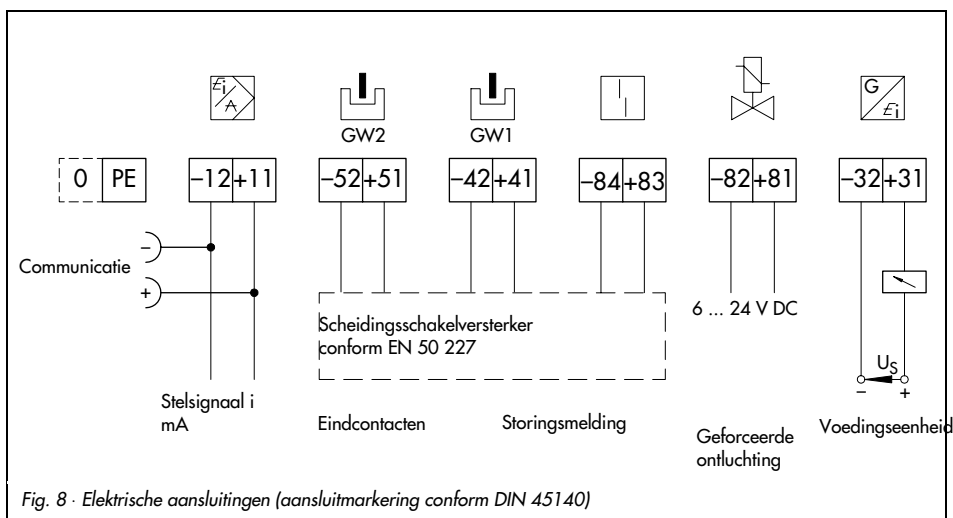 Ei
A
GW2
GW1
G
Ei
0 PE
–12 +11
–52 +51
–42 +41
–84 +83
–82 +81
–32 +31
Communicatie
–
+
Scheidingsschakelversterker
conform EN 50 227
6 ... 24 V DC
US
– +
Stelsignaal i
mA
Eindcontacten
Storingsmelding
Geforceerde
ontluchting
Voedingseenheid
Fig. 8 · Elektrische aansluitingen (aansluitmarkering conform DIN 45140)